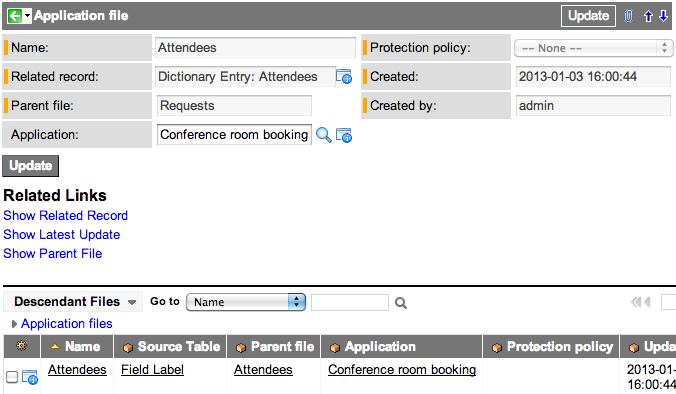 Application file Update
Name: Attendees Protection policy: -- None --
Related record: Dictionary Entry: Attendees Created: 2013-01-03 16:00:44
Parent file: Requests Created by: admin
Application: Conference room booking
Update
Related Links
Show Related Record
Show Latest Update
Show Parent File
Descendant Files Go to Name
Application files
Name Source Table Parent file Application Protection policy Upda
Attendees Field Label Attendees Conference room booking 2013-01-
16:00:44